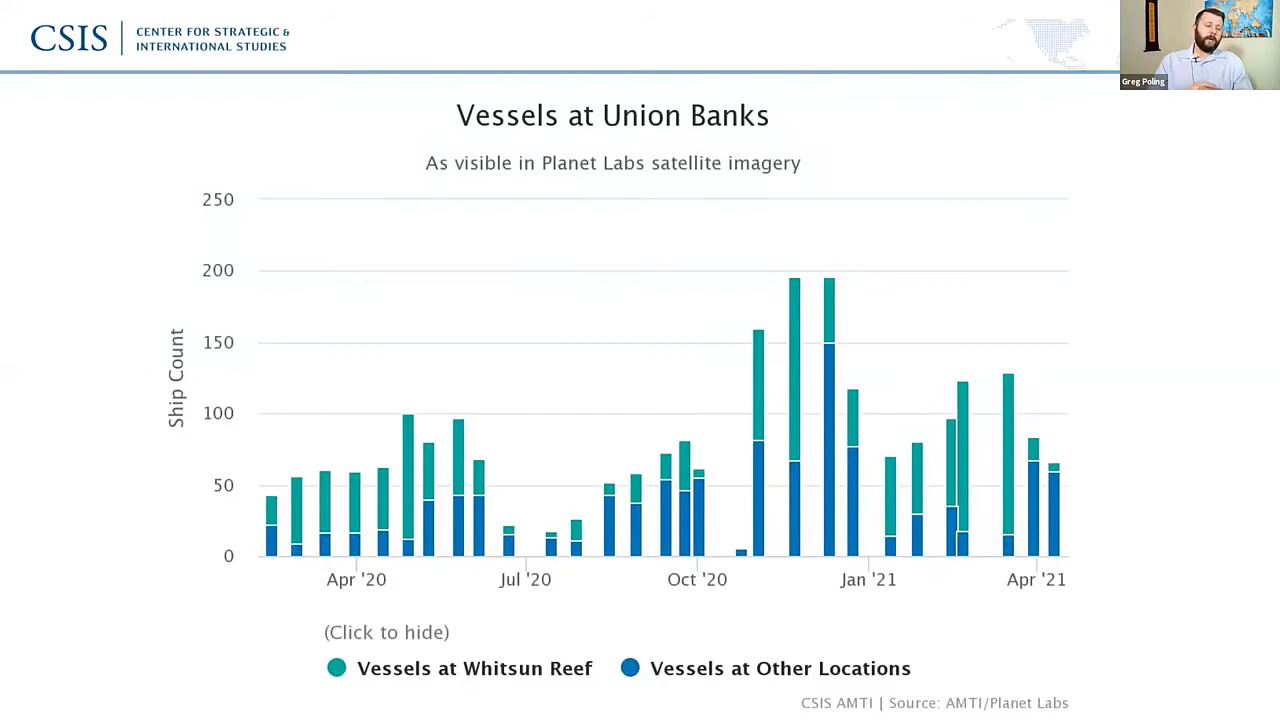 CSIS
CENTER FOR STRATEGIC &
INTERNATIONAL STUDIES
Greg Poling
Vessels at Union Banks
As visible in Planet Labs satellite imagery
250
200
150
100
50
0
Ship Count
Apr '20
Jul '20
Oct '20
Jan '21
Apr '21
(Click to hide)
Vessels at Whitsun Reef
Vessels at Other Locations
CSIS AMTI | Source: AMTI/Planet Labs